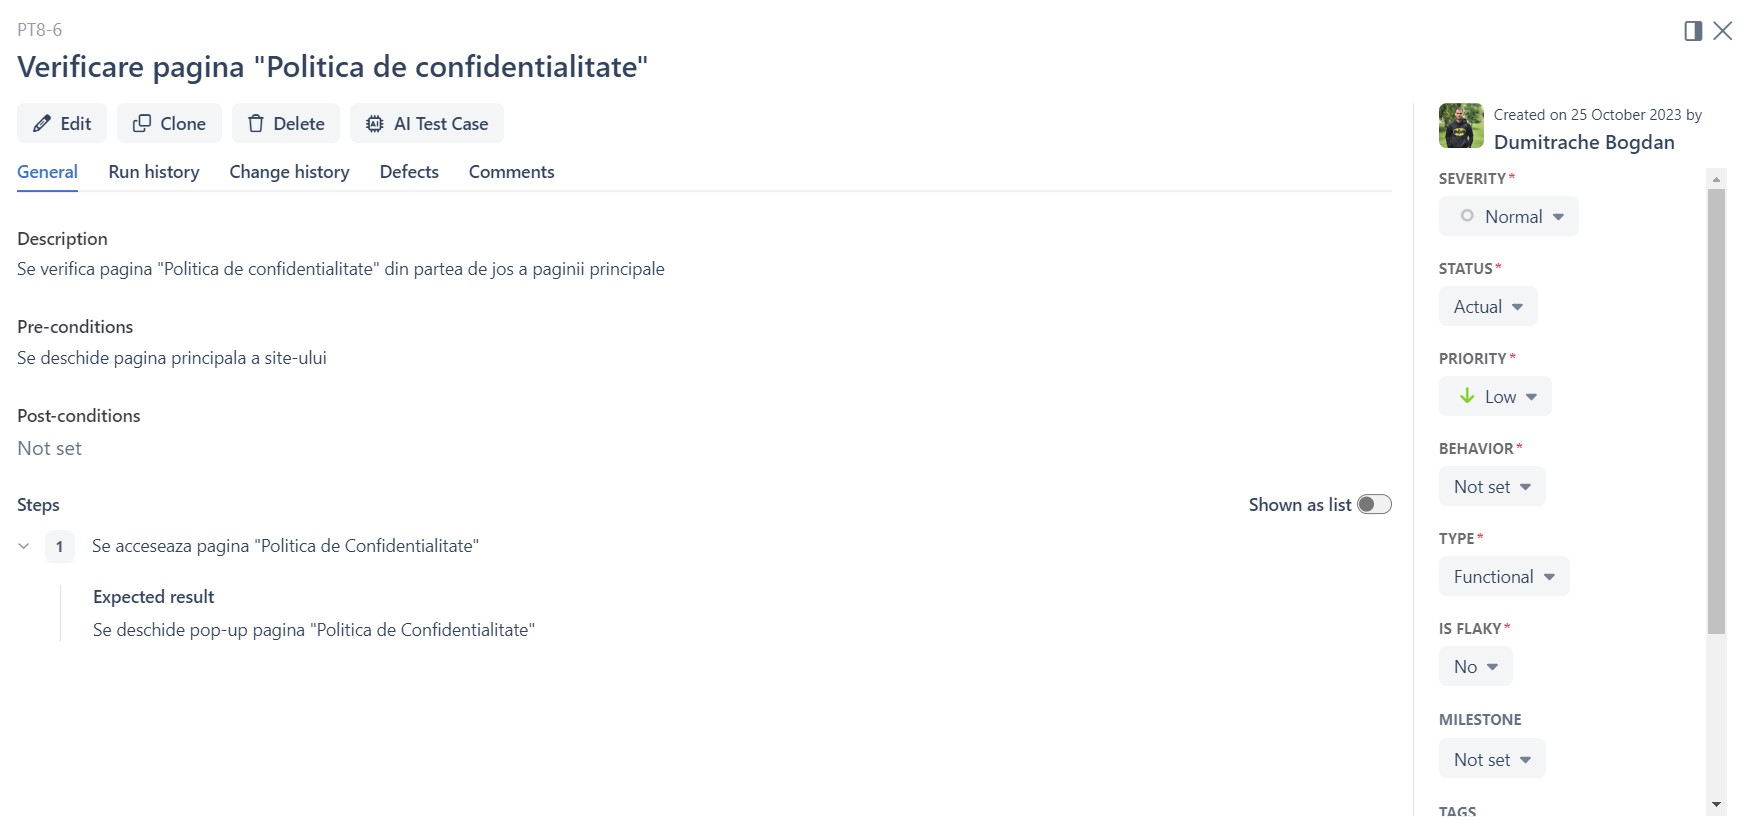 PT8-6
Verificare pagina "Politica de confidentialitate"
Edit
Clone
Delete
AI Test Case
General
Run history
Change history
Defects
Comments
Description
Se verifica pagina "Politica de confidentialitate" din partea de jos a paginii principale
Pre-conditions
Se deschide pagina principala a site-ului
Post-conditions
Not set
Steps
Shown as list
1 Se acceseaza pagina "Politica de Confidentialitate"
Expected result
Se deschide pop-up pagina "Politica de Confidentialitate"
Created on 25 October 2023 by
Dumitrache Bogdan
SEVERITY*
Normal
STATUS*
Actual
PRIORITY*
Low
BEHAVIOR*
Not set
TYPE*
Functional
IS FLAKY*
No
MILESTONE
Not set
TAGS